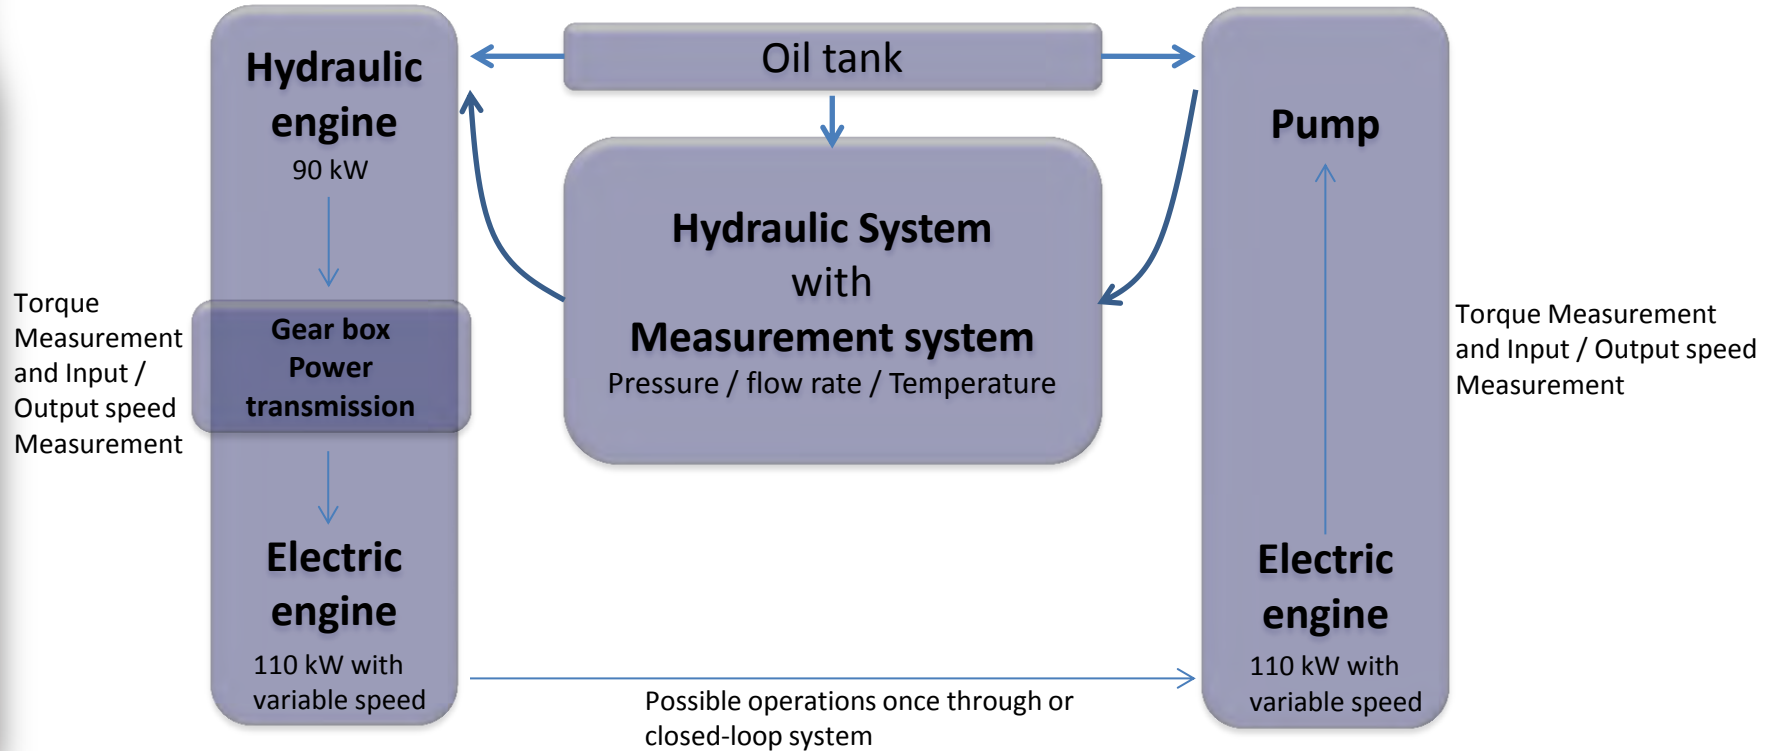 Hydraulic
engine
90 kW
Oil tank
Pump
Hydraulic System
with
Measurement system
Pressure / flow rate / Temperature
Torque
Measurement
and Input /
Output speed
Measurement
Gear box
Power
transmission
Torque Measurement
and Input / Output speed
Measurement
Electric
engine
110 kW with
variable speed
Electric
engine
110 kW with
variable speed
Possible operations once through or
closed-loop system